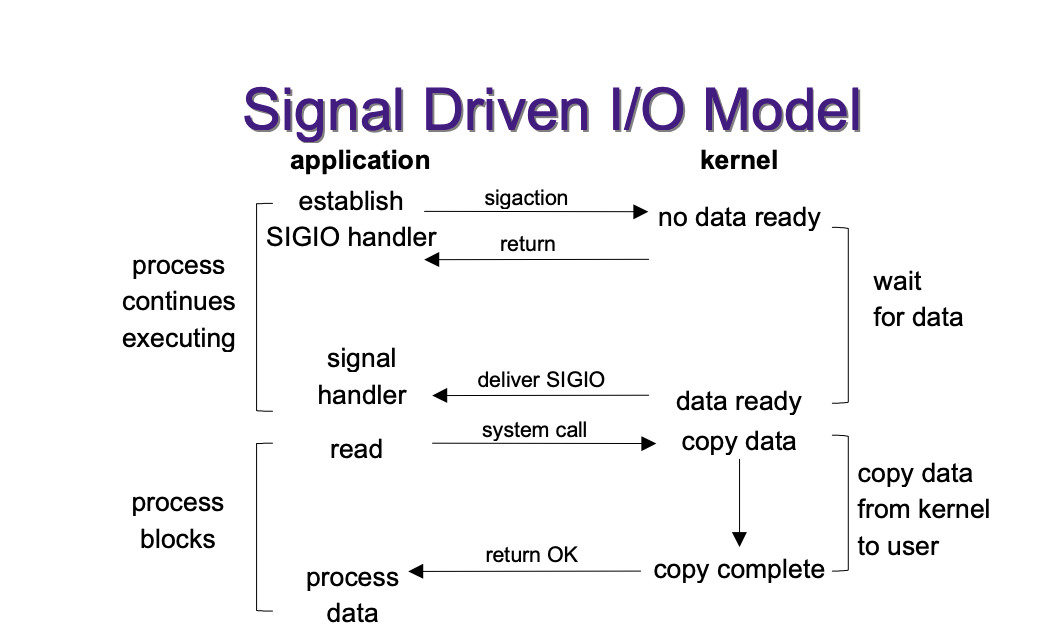 Signal Driven I/O Model
application
kernel
establish
SIGIO handler
sigaction
no data ready
return
process
continues
executing
wait
for data
signal
handler
deliver SIGIO
data ready
read
system call
copy data
process
blocks
copy data
from kernel
to user
return OK
copy complete
process
data